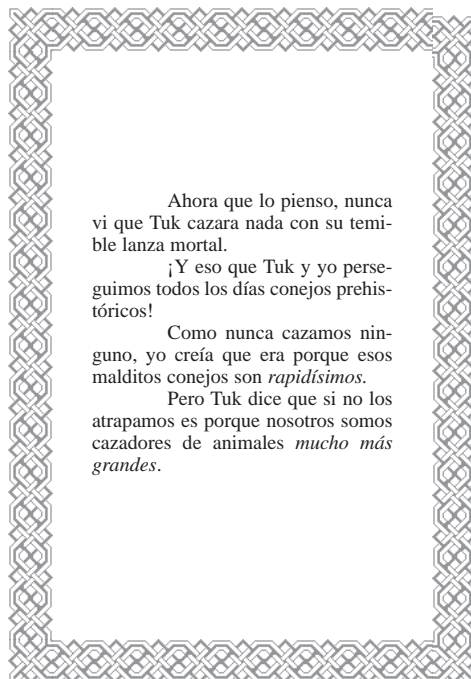 Ahora que lo pienso, nunca
vi que Tuk cazara nada con su temi-
ble lanza mortal.
¡Y eso que Tuk y yo perse-
guimos todos los días conejos prehis-
tóricos!
Como nunca cazamos nin-
guno, yo creía que era porque esos
malditos conejos son rapidísimos.
Pero Tuk dice que si no los
atrapamos es porque nosotros somos
cazadores de animales mucho más
grandes.